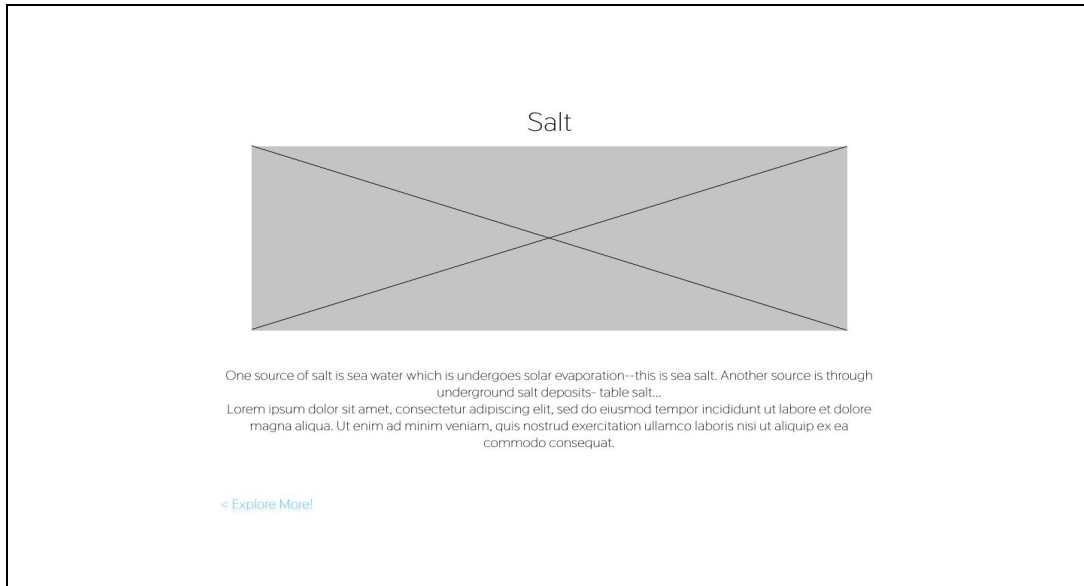 Salt
One source of salt is sea water which is undergoes solar evaporation--this is sea salt. Another source is through
underground salt deposits- table salt...
Lorem ipsum dolor sit amet, consectetur adipiscing elit, sed do eiusmod tempor incididunt ut labore et dolore
magna aliqua. Ut enim ad minim veniam, quis nostrud exercitation ullamco laboris nisi ut aliquip ex ea
commodo consequat.
< Explore More!